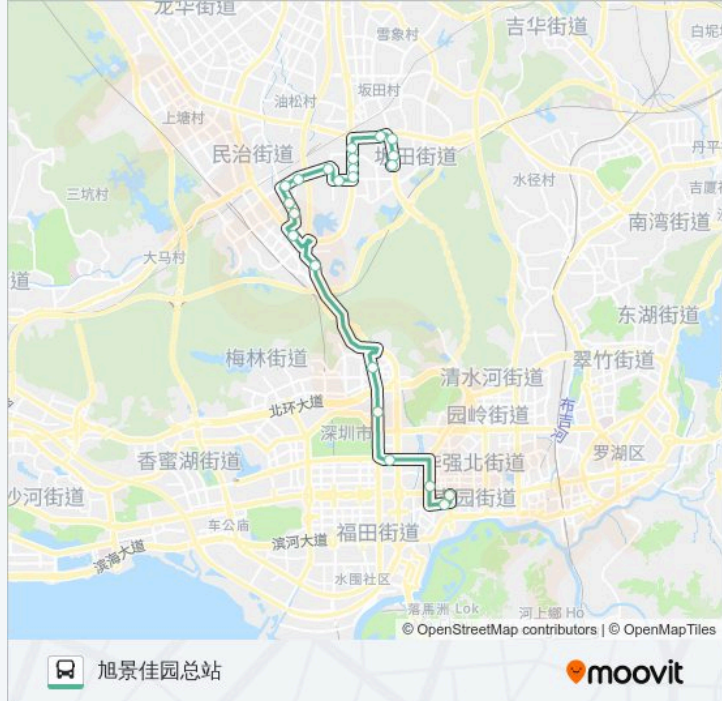 龙华街道
吉华街道
雪象村
白坭坑
坂田村
油松村
上塘村
民治街道
田街道
丹平
水径村
吉厦
三坑村
南湾街道
大马村
道
东湖街道
梅林街道
翠竹街道
清水河街道
北环大道
园岭街道
布吉河
深圳市
罗湖区
香蜜湖街道
强北街道
沙河街道
园街道
车公庙
福田街道
滨河大道
滨海大道
水围社区
落馬洲 Lok
河上鄉 Ho
© OpenStreetMap contributors | © OpenMapTiles
旭景佳园总站
moovit